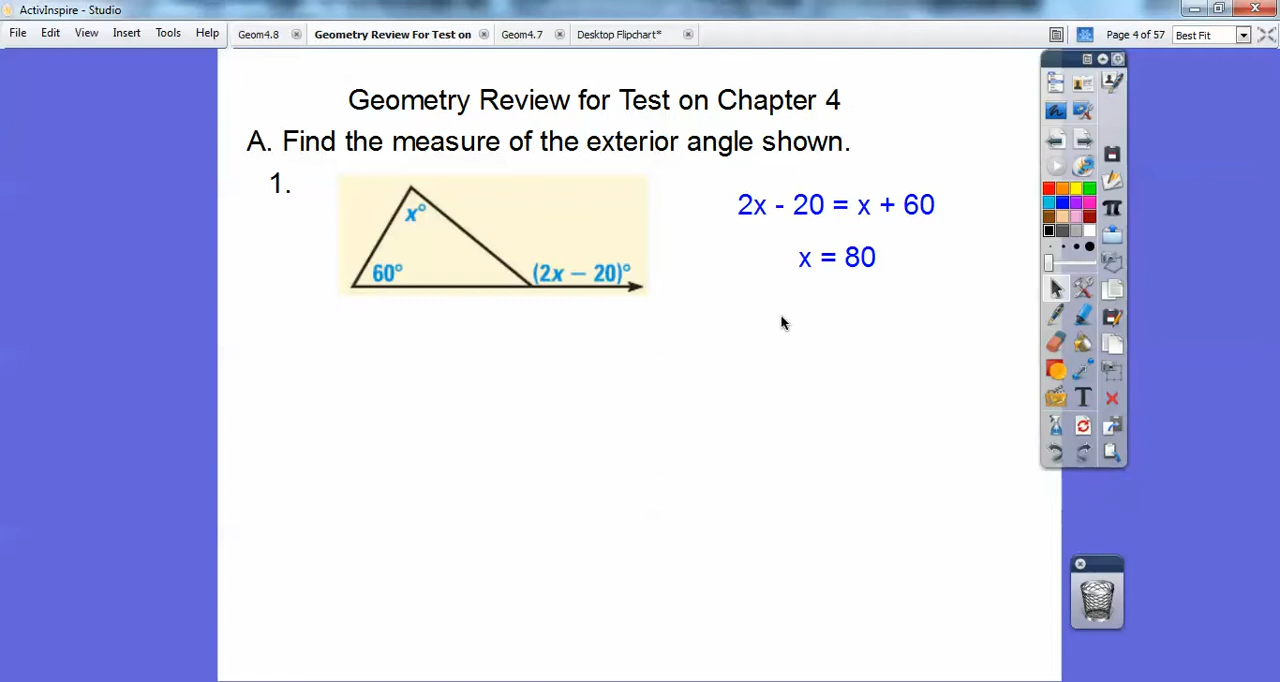 ActivInspire - Studio
File Edit View Insert Tools Help
Geom4.8 Geometry Review For Test on Geom4.7 Desktop Flipchart*
Page 4 of 57 Best Fit
Geometry Review for Test on Chapter 4
A. Find the measure of the exterior angle shown.
1.
x°
60°
(2x − 20)°
2x - 20 = x + 60
x = 80